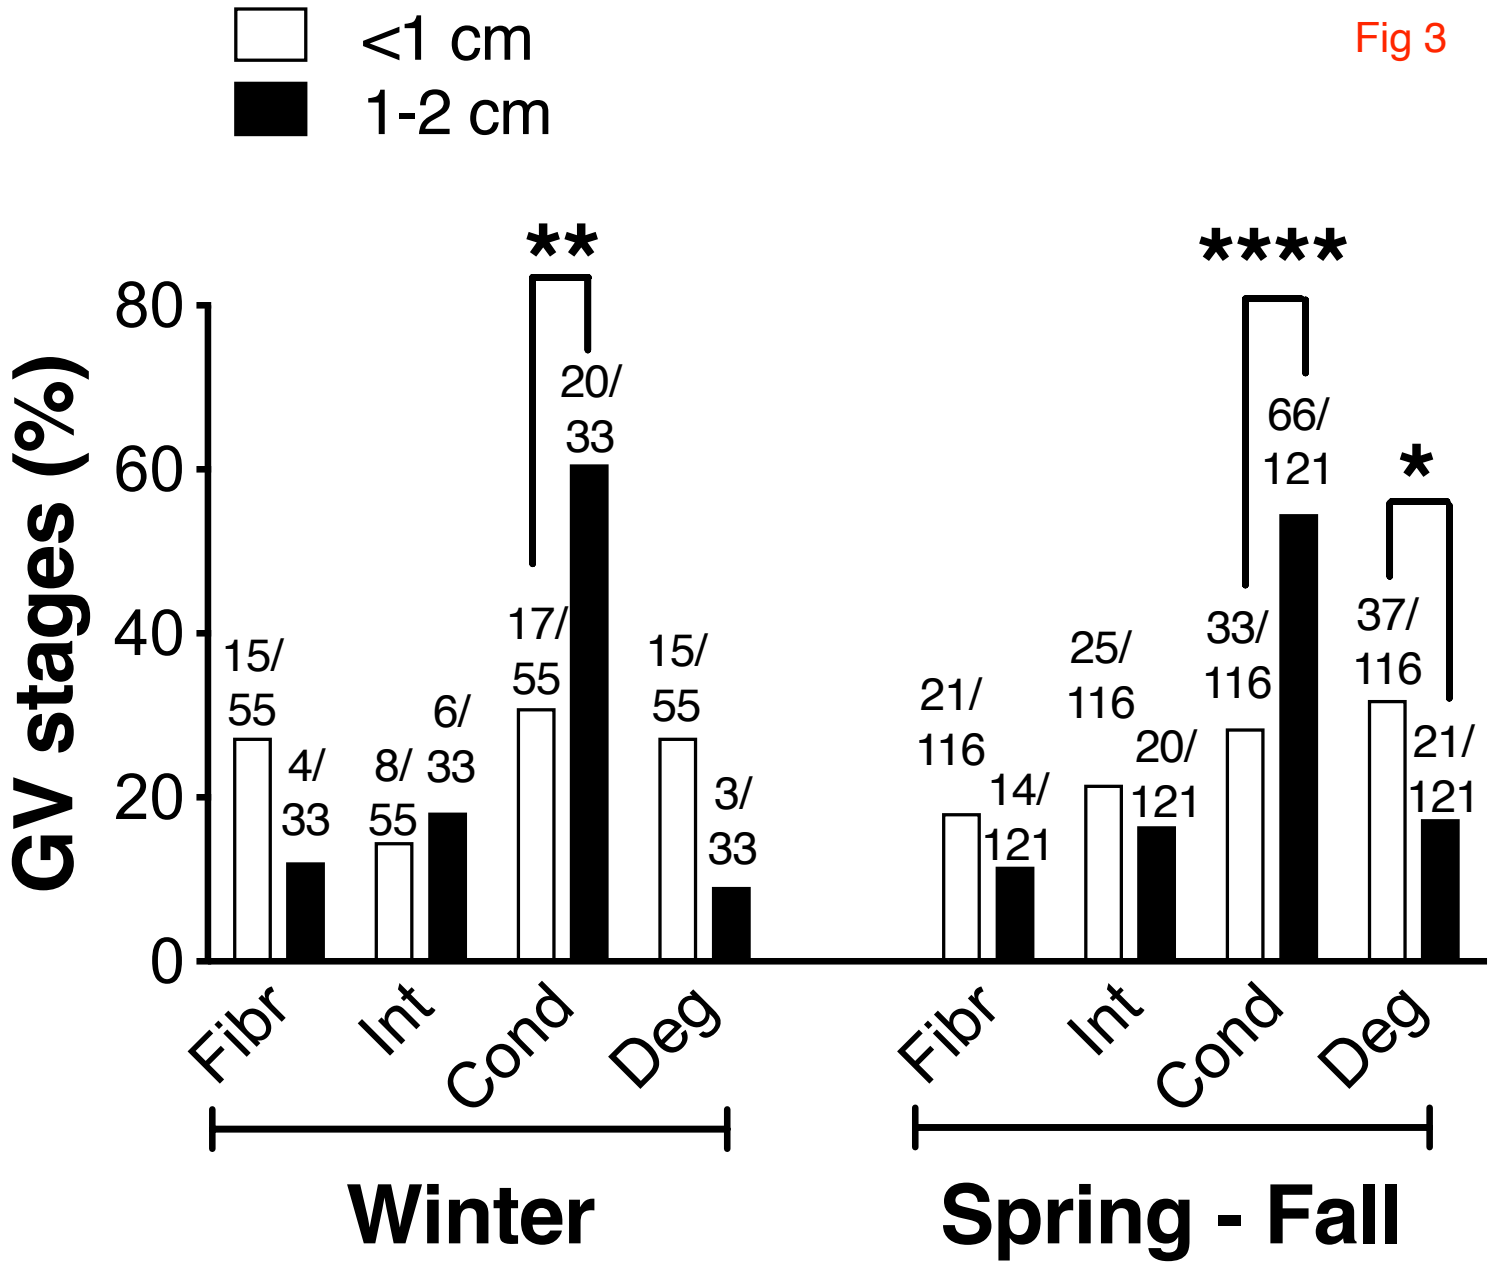 <1 cm
1-2 cm
Fig 3
GV stages (%)
80
60
40
20
0
**
****
*
15/
55
4/
33
8/
55
6/
33
17/
55
20/
33
15/
55
3/
33
21/
116
14/
121
25/
116
20/
121
33/
116
66/
121
37/
116
21/
121
Fibr
Int
Cond
Deg
Fibr
Int
Cond
Deg
Winter
Spring - Fall